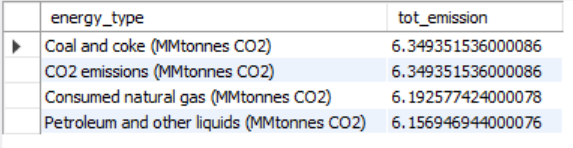 energy_type tot_emission
Coal and coke (MMtonnes CO2) 6.349351536000086
CO2 emissions (MMtonnes CO2) 6.349351536000086
Consumed natural gas (MMtonnes CO2) 6.192577424000078
Petroleum and other liquids (MMtonnes CO2) 6.156946944000076